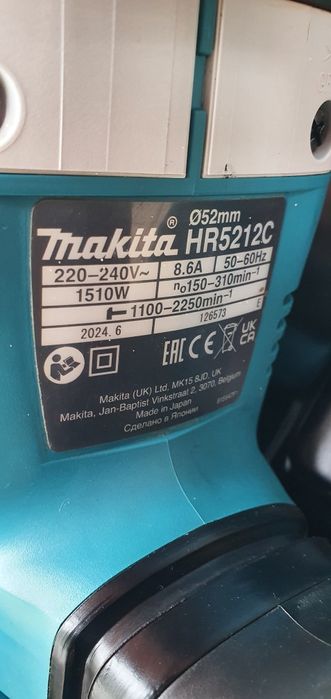 Ø52mm
makita® HR5212C
220–240V~ 8.6A 50–60Hz
1510W n₀150–310min⁻¹
1100–2250min⁻¹
2024. 6 126573 E
EAC CE UK CA
Makita (UK) Ltd. MK15 8JD, UK
Makita, Jan-Baptist Vinkstraat 2, 3070, Belgium
Made in Japan
Сделано в Японии